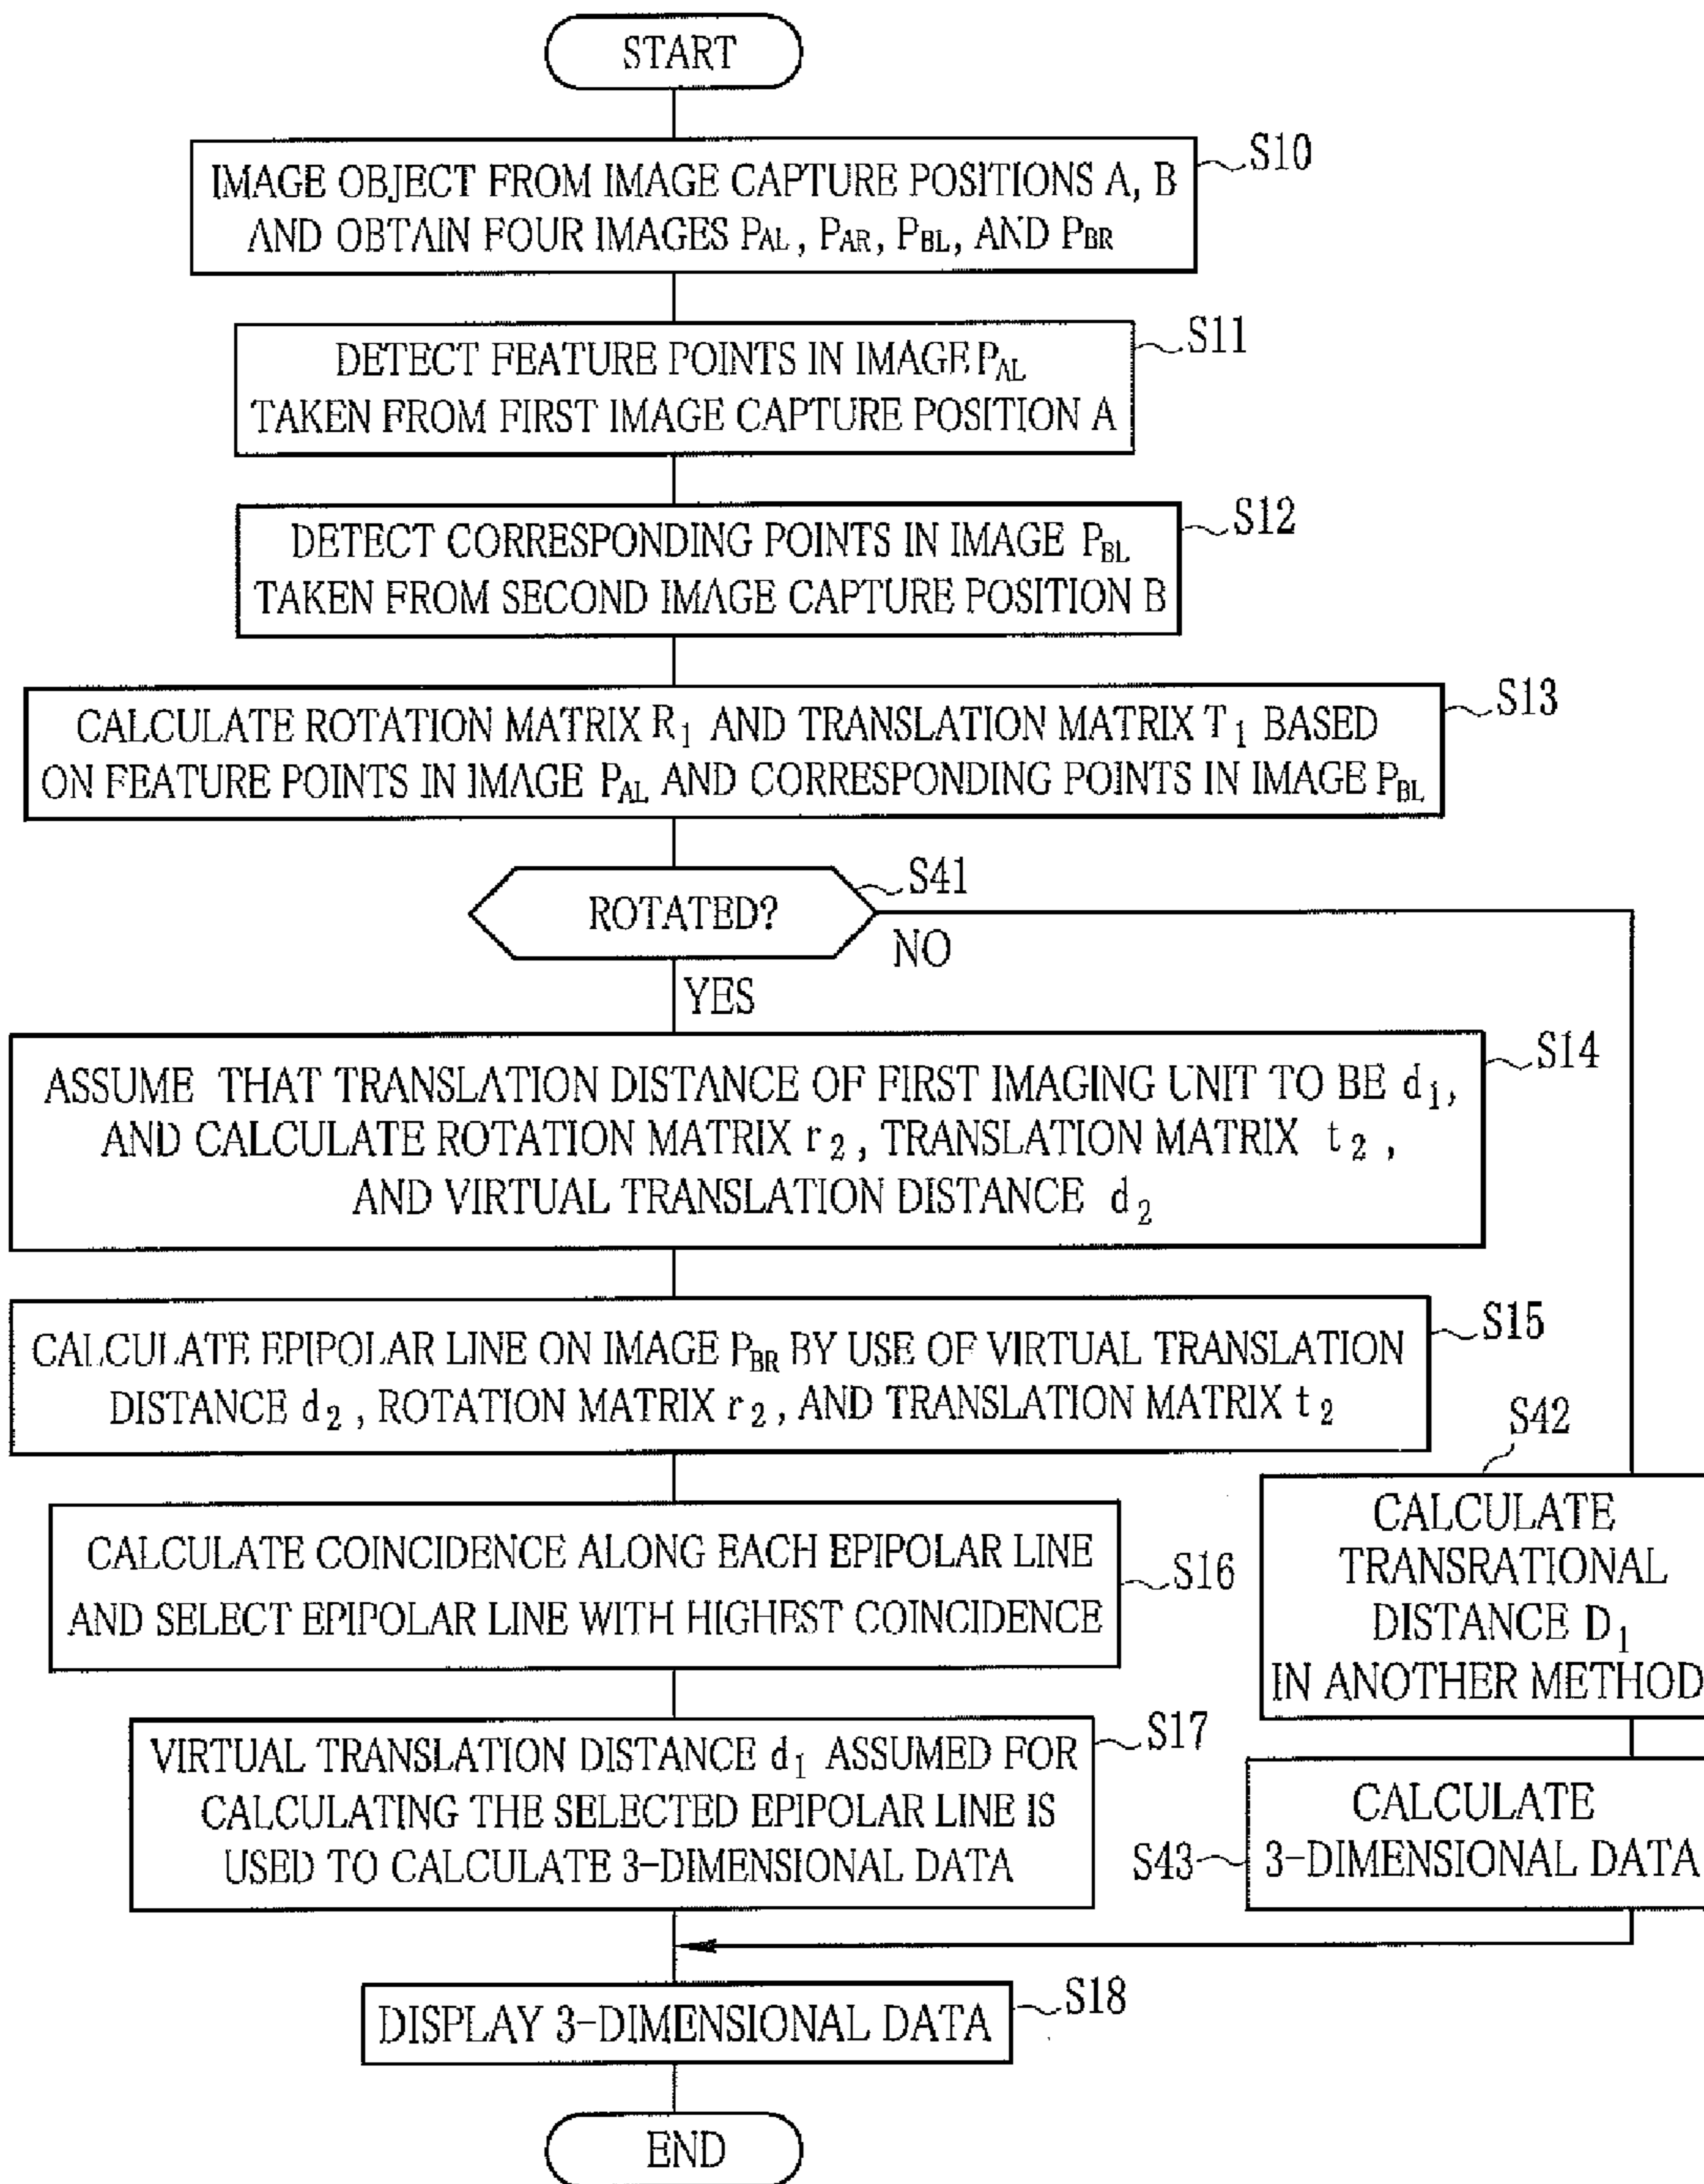 START
S10
IMAGE OBJECT FROM IMAGE CAPTURE POSITIONS A, B
AND OBTAIN FOUR IMAGES PAL, PAR, PBL, AND PBR
S11
DETECT FEATURE POINTS IN IMAGE PAL
TAKEN FROM FIRST IMAGE CAPTURE POSITION A
S12
DETECT CORRESPONDING POINTS IN IMAGE PBL
TAKEN FROM SECOND IMAGE CAPTURE POSITION B
S13
CALCULATE ROTATION MATRIX R1 AND TRANSLATION MATRIX T1 BASED
ON FEATURE POINTS IN IMAGE PAL AND CORRESPONDING POINTS IN IMAGE PBL
S41
ROTATED?
NO
YES
S14
ASSUME THAT TRANSLATION DISTANCE OF FIRST IMAGING UNIT TO BE d1,
AND CALCULATE ROTATION MATRIX r2, TRANSLATION MATRIX t2,
AND VIRTUAL TRANSLATION DISTANCE d2
S15
CALCULATE EPIPOLAR LINE ON IMAGE PBR BY USE OF VIRTUAL TRANSLATION
DISTANCE d2, ROTATION MATRIX r2, AND TRANSLATION MATRIX t2
S16
CALCULATE COINCIDENCE ALONG EACH EPIPOLAR LINE
AND SELECT EPIPOLAR LINE WITH HIGHEST COINCIDENCE
S17
VIRTUAL TRANSLATION DISTANCE d1 ASSUMED FOR
CALCULATING THE SELECTED EPIPOLAR LINE IS
USED TO CALCULATE 3-DIMENSIONAL DATA
S42
CALCULATE
TRANSRATIONAL
DISTANCE D1
IN ANOTHER METHOD
S43
CALCULATE
3-DIMENSIONAL DATA
S18
DISPLAY 3-DIMENSIONAL DATA
END